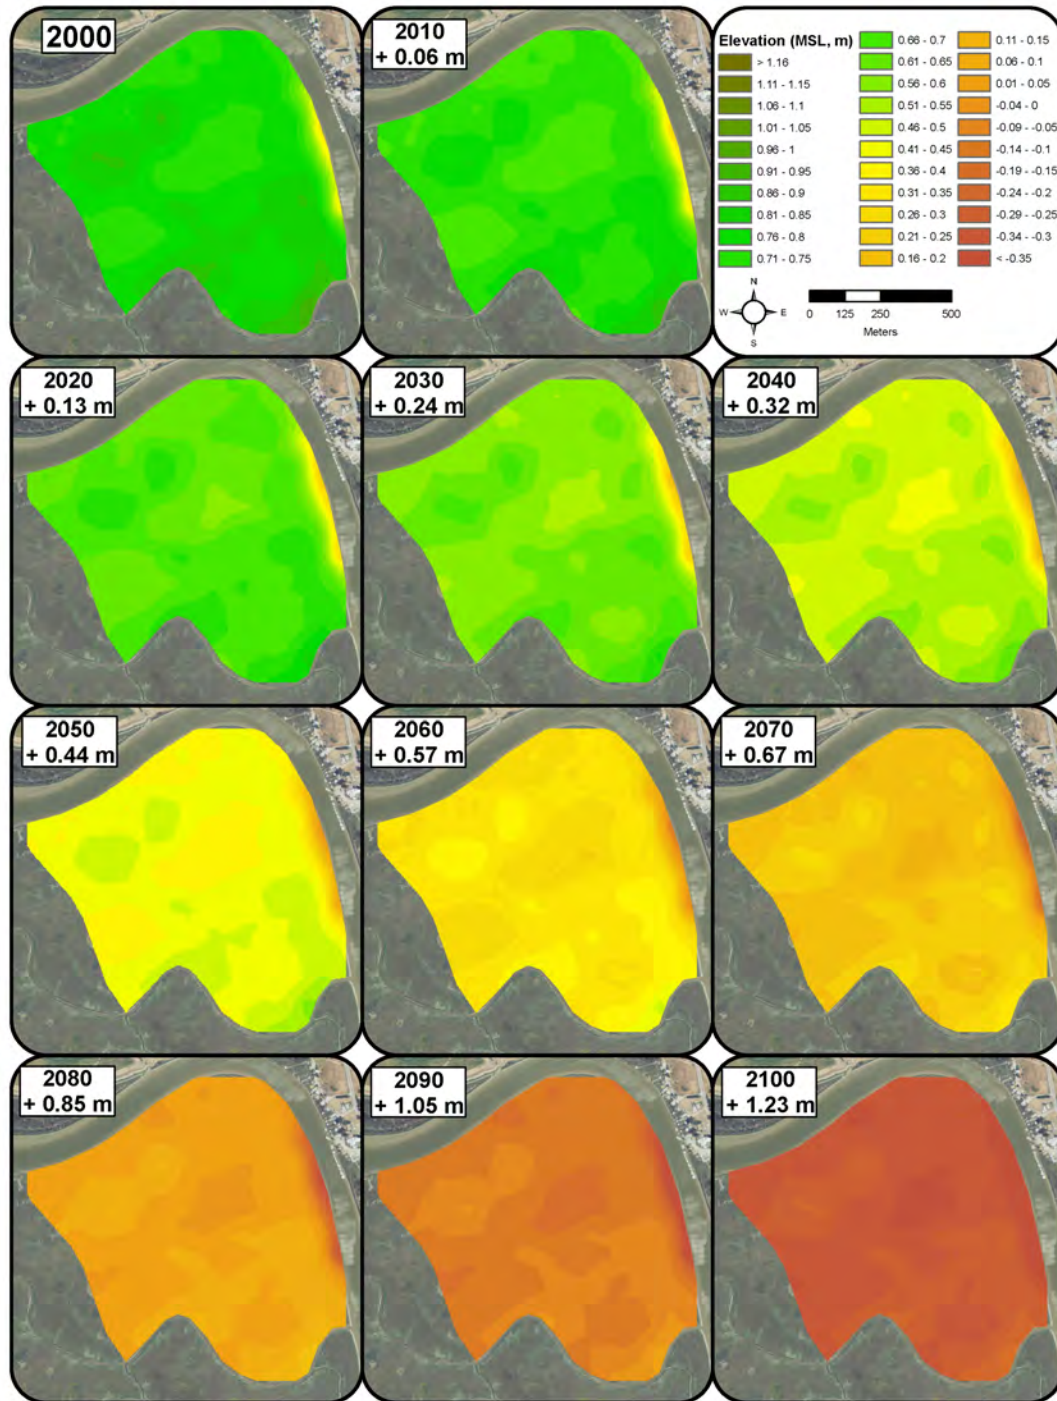 2000
2010
+ 0.06 m
Elevation (MSL, m)
> 1.16
1.11 - 1.15
1.06 - 1.1
1.01 - 1.05
0.96 - 1
0.91 - 0.95
0.86 - 0.9
0.81 - 0.85
0.76 - 0.8
0.71 - 0.75
0.66 - 0.7
0.61 - 0.65
0.56 - 0.6
0.51 - 0.55
0.46 - 0.5
0.41 - 0.45
0.36 - 0.4
0.31 - 0.35
0.26 - 0.3
0.21 - 0.25
0.16 - 0.2
0.11 - 0.15
0.06 - 0.1
0.01 - 0.05
-0.04 - 0
-0.09 - -0.05
-0.14 - -0.1
-0.19 - -0.15
-0.24 - -0.2
-0.29 - -0.25
-0.34 - -0.3
< -0.35
N
W E
S
0 125 250 500
Meters
2020
+ 0.13 m
2030
+ 0.24 m
2040
+ 0.32 m
2050
+ 0.44 m
2060
+ 0.57 m
2070
+ 0.67 m
2080
+ 0.85 m
2090
+ 1.05 m
2100
+ 1.23 m